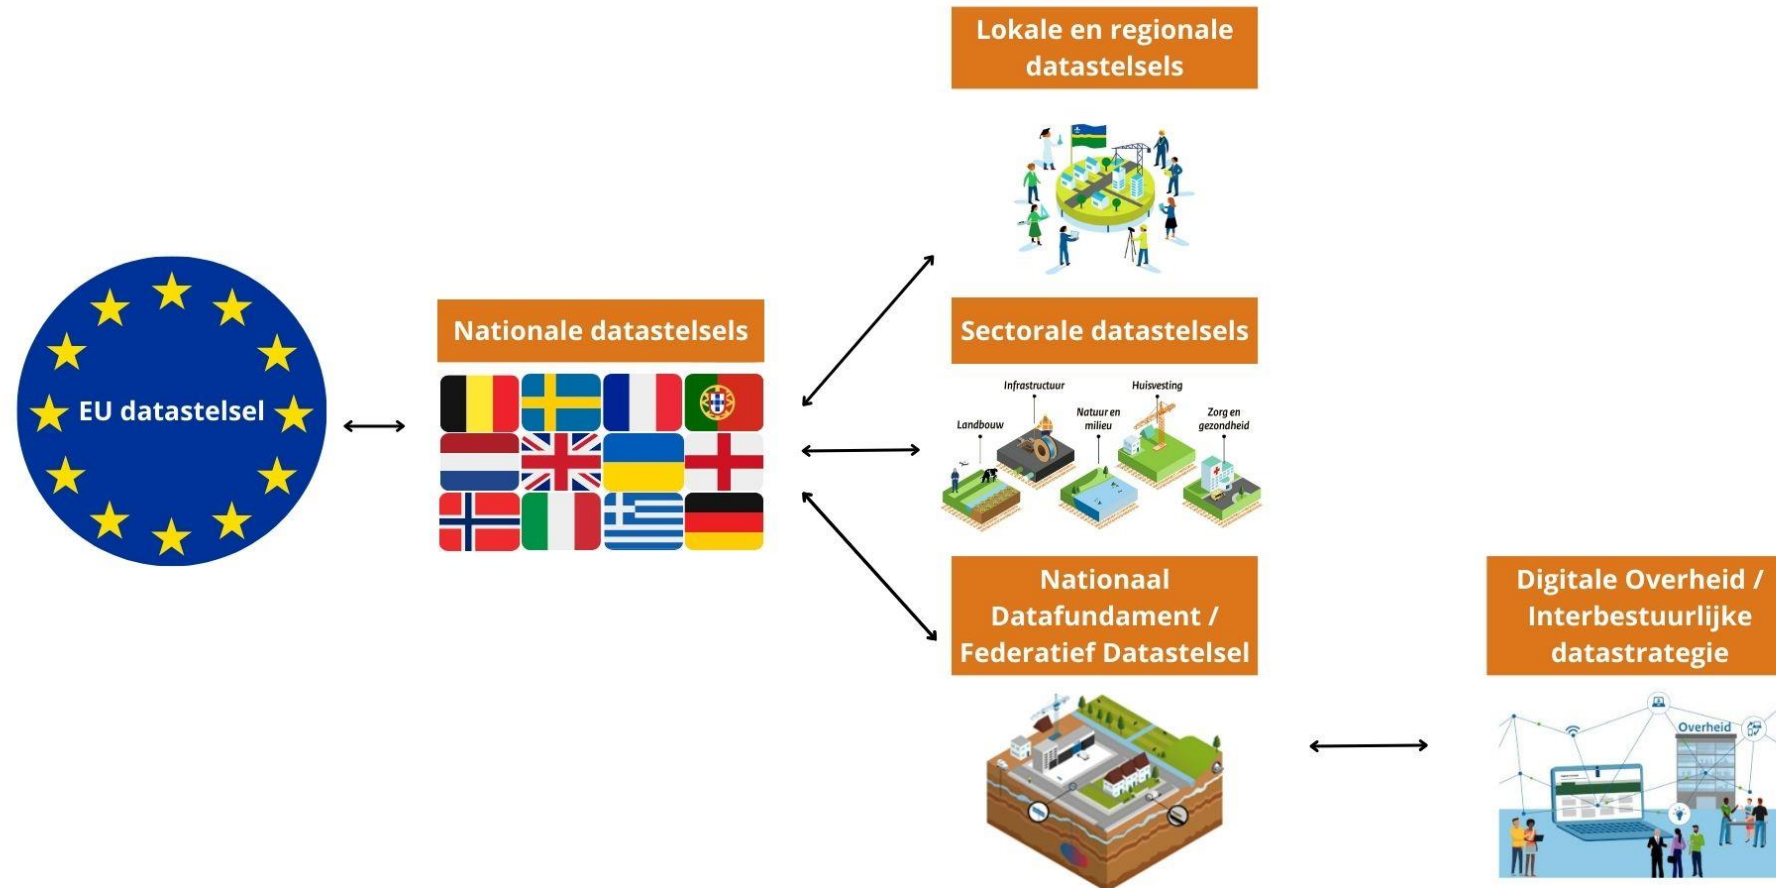 Lokale en regionale
datastelsels
EU datastelsel
Nationale datastelsels
Sectorale datastelsels
Infrastructuur
Huisvesting
Landbouw
Natuur en
milieu
Zorg en
gezondheid
Nationaal
Datafundament /
Federatief Datastelsel
Digitale Overheid /
Interbestuurlijke
datastrategie
Overheid